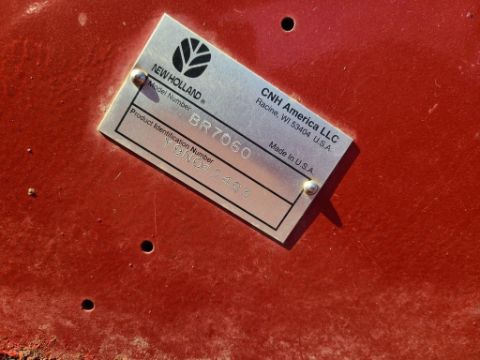 NEW HOLLAND®
CNH America LLC
Racine, WI 53404 U.S.A.
Model Number
BR7060
Made in U.S.A.
Product Identification Number